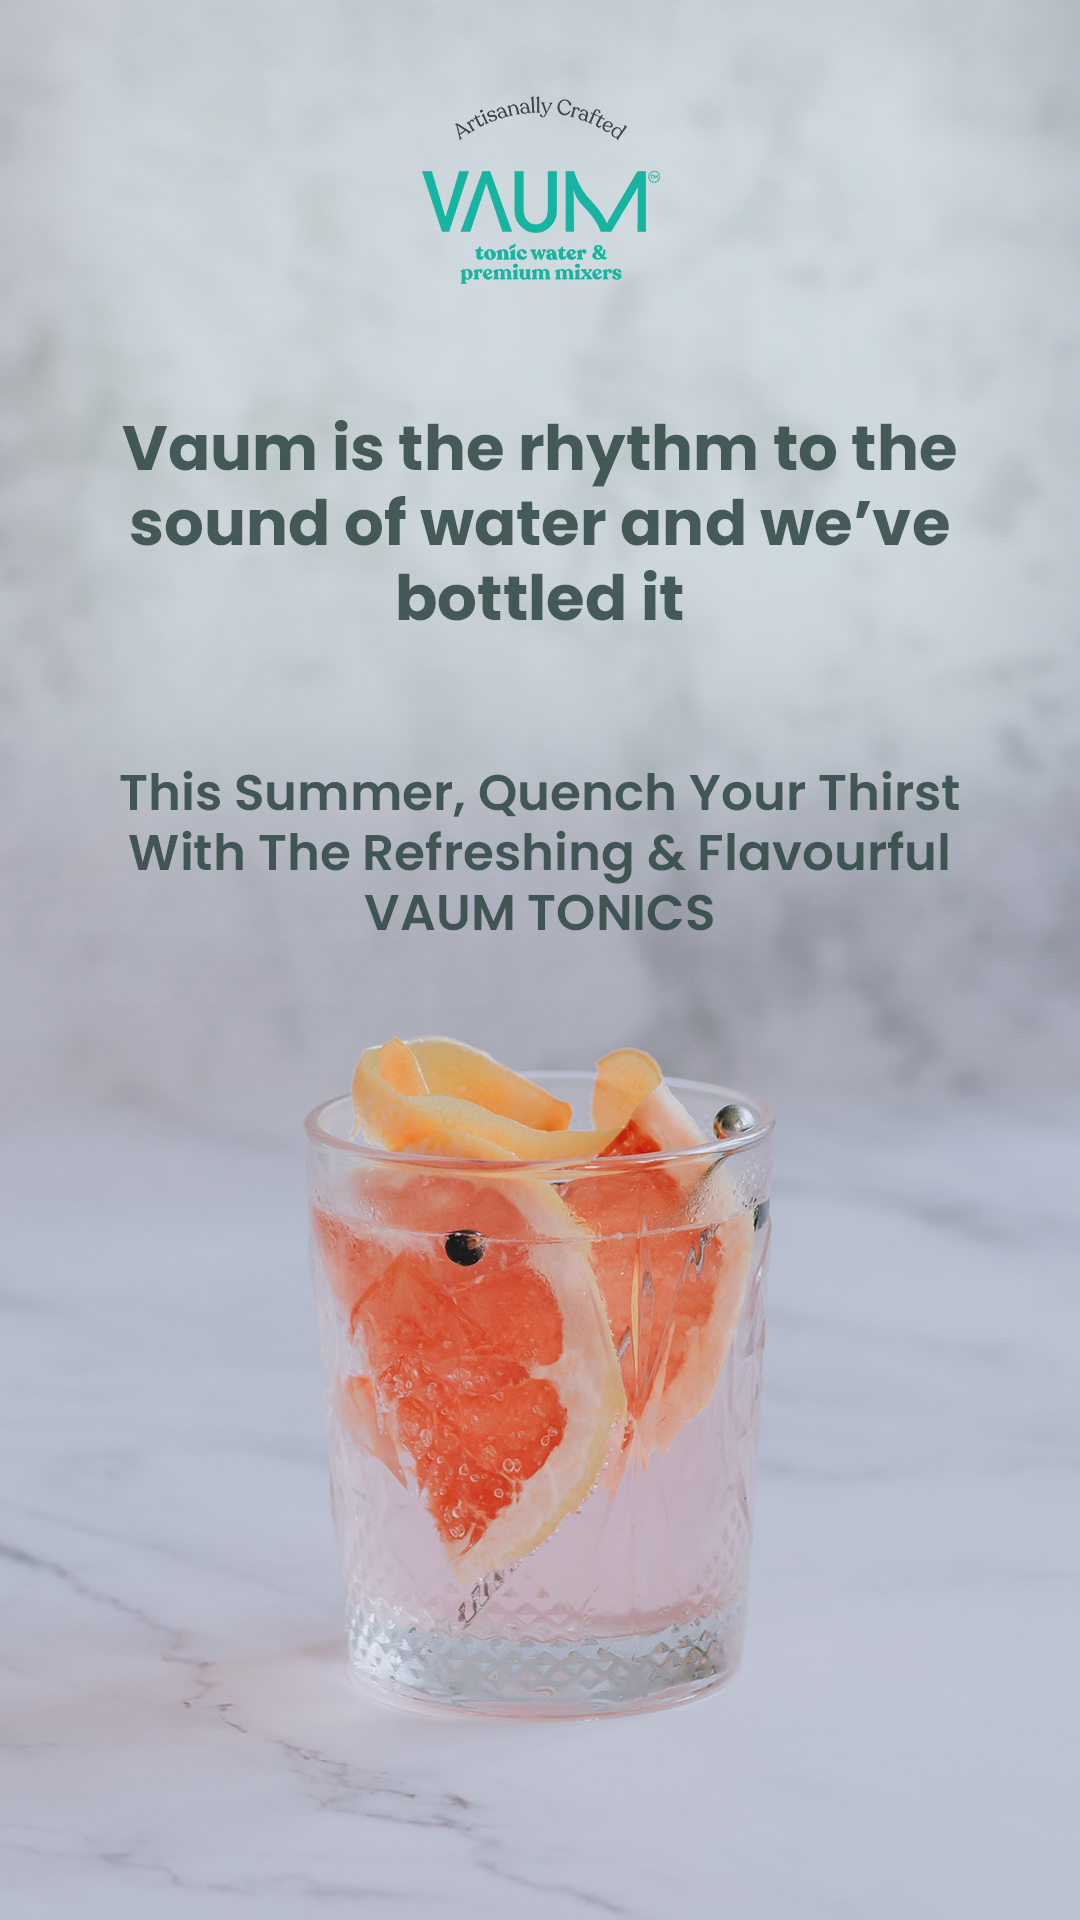 Artisanally Crafted
VAUM™
tonic water &
premium mixers
Vaum is the rhythm to the
sound of water and we’ve
bottled it
This Summer, Quench Your Thirst
With The Refreshing & Flavourful
VAUM TONICS